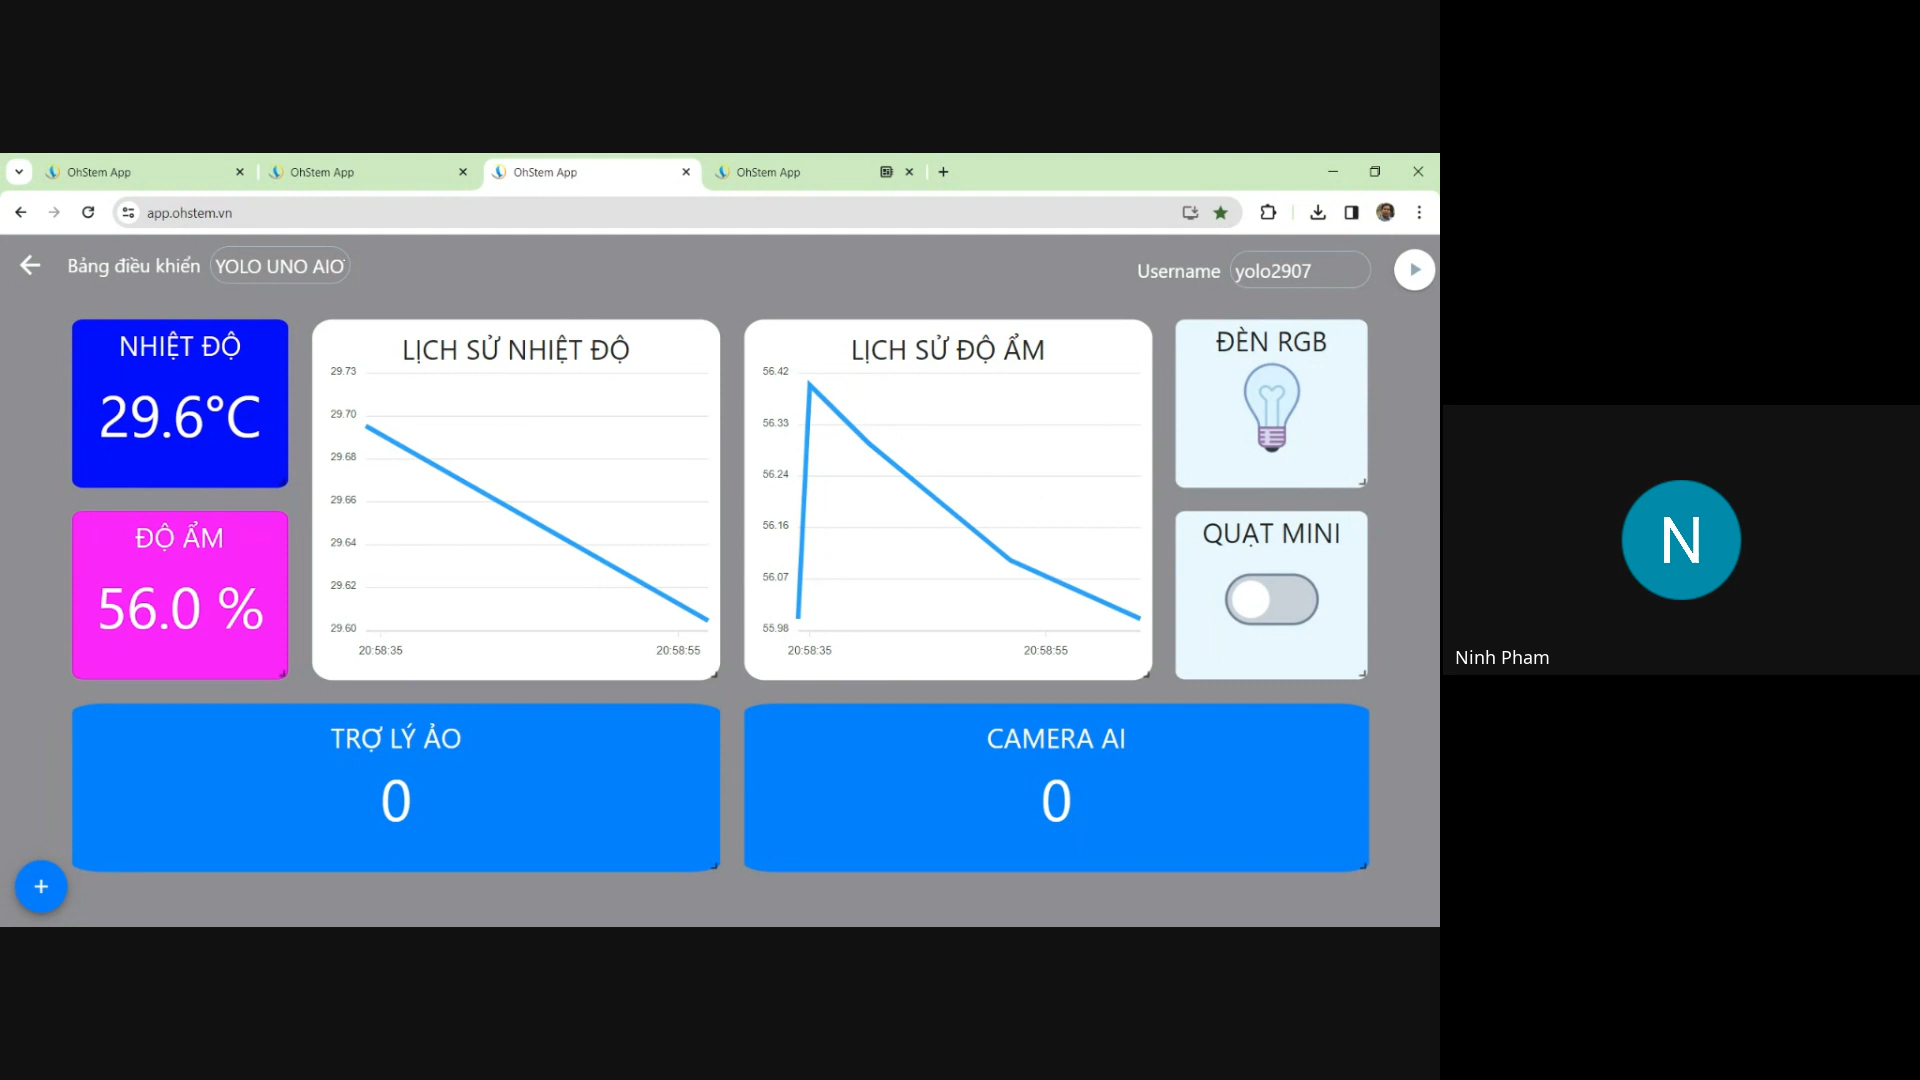 OhStem App
OhStem App
OhStem App
OhStem App
app.ohstem.vn
Bảng điều khiển
YOLO UNO AIO
Username
yolo2907
NHIỆT ĐỘ
29.6°C
LỊCH SỬ NHIỆT ĐỘ
29.73
29.70
29.68
29.66
29.64
29.62
29.60
20:58:35
20:58:55
LỊCH SỬ ĐỘ ẨM
56.42
56.33
56.24
56.16
56.07
55.98
20:58:35
20:58:55
ĐÈN RGB
ĐỘ ẨM
56.0 %
QUẠT MINI
TRỢ LÝ ẢO
0
CAMERA AI
0
+
N
Ninh Pham